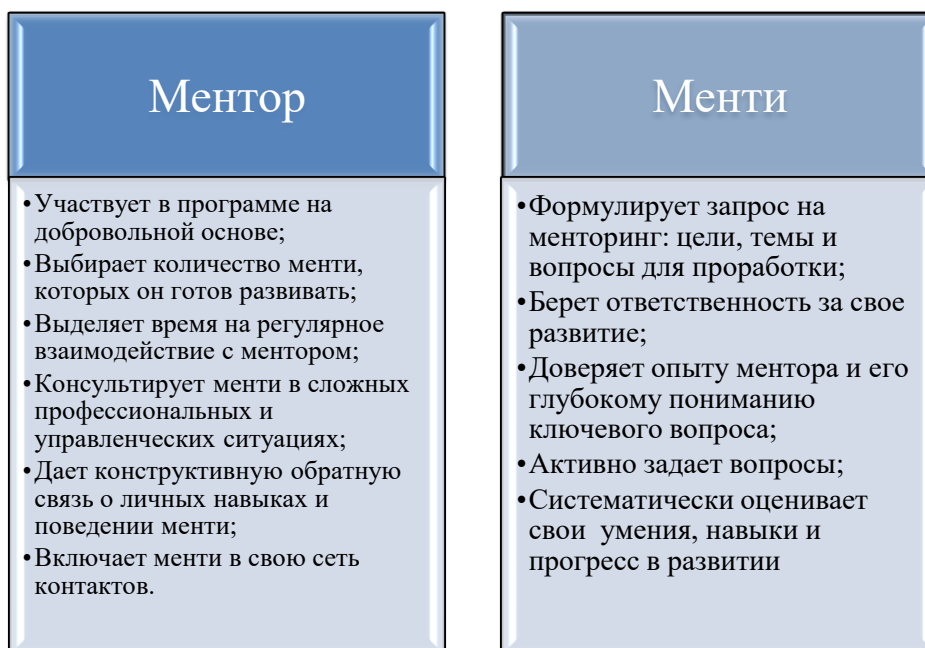 Ментор
•Участвует в программе на
добровольной основе;
•Выбирает количество менти,
которых он готов развивать;
•Выделяет время на регулярное
взаимодействие с ментором;
•Консультирует менти в сложных
профессиональных и
управленческих ситуациях;
•Дает конструктивную обратную
связь о личных навыках и
поведении менти;
•Включает менти в свою сеть
контактов.
Менти
•Формулирует запрос на
менторинг: цели, темы и
вопросы для проработки;
•Берет ответственность за свое
развитие;
•Доверяет опыту ментора и его
глубокому пониманию
ключевого вопроса;
•Активно задает вопросы;
•Систематически оценивает
свои  умения, навыки и
прогресс в развитии